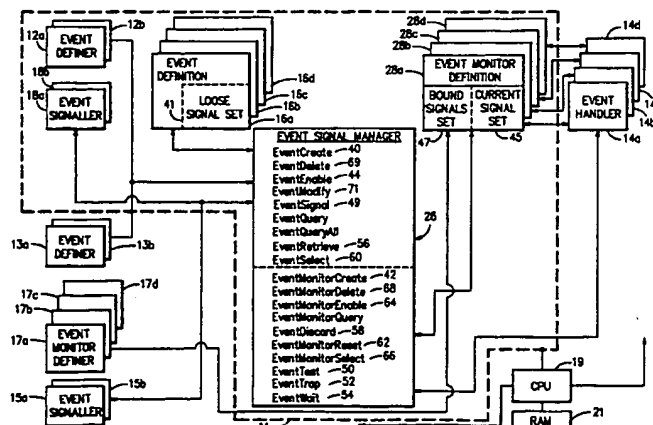 12a
EVENT DEFINER
12b
18b
18a
EVENT SIGNALLER
EVENT DEFINITION
41
LOOSE SIGNAL SET
16d
16c
16b
16a
28d
28c
28b
28a
EVENT MONITOR DEFINITION
BOUND SIGNALS SET
CURRENT SIGNAL SET
47
45
14d
14b
EVENT HANDLER
14a
EVENT SIGNAL MANAGER
EventCreate 40
EventDelete 69
EventEnable 44
EventModify 71
EventSignal 49
EventQuery
EventQueryAll
EventRetrieve 56
EventSelect 60
26
EventMonitorCreate 42
EventMonitorDelete 68
EventMonitorEnable 64
EventMonitorQuery
EventDiscard 58
EventMonitorReset 62
EventMonitorSelect 66
EventTest 50
EventTrap 52
EventWait 54
13a
EVENT DEFINER
13b
17d
17c
17b
17a
EVENT MONITOR DEFINER
15b
15a
EVENT SIGNALLER
19
CPU
RAM
21